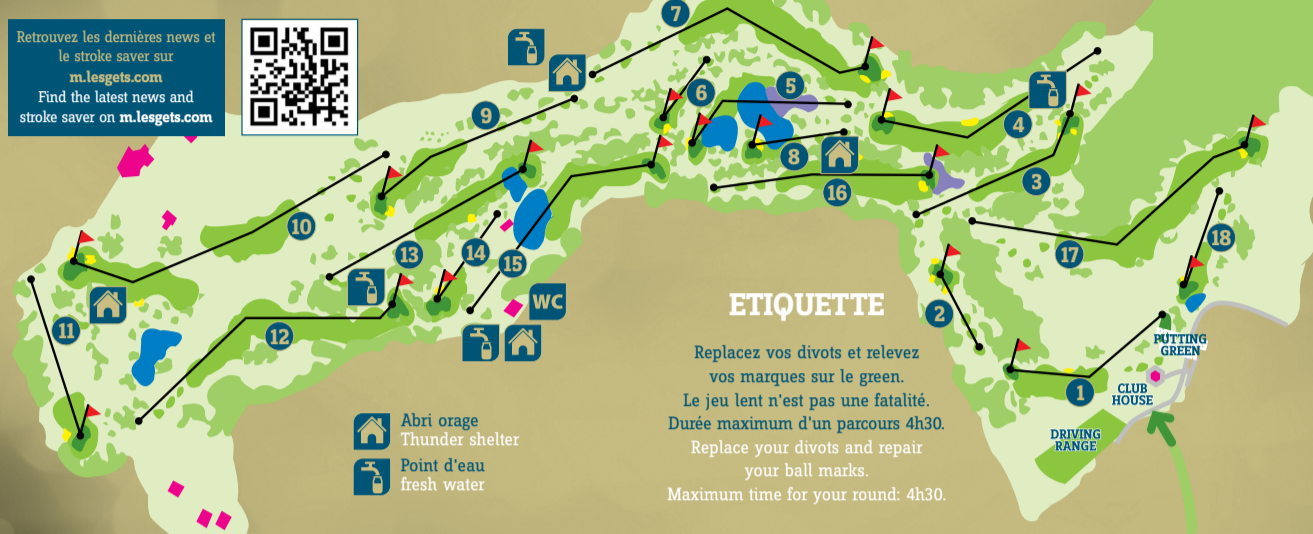 Retrouvez les dernières news et
le stroke saver sur
m.lesgets.com
Find the latest news and
stroke saver on m.lesgets.com
7
9
6
5
4
8
3
16
10
13
14
15
17
18
11
12
2
1
WC
PUTTING
GREEN
CLUB
HOUSE
DRIVING
RANGE
Abri orage
Thunder shelter
Point d'eau
fresh water
ETIQUETTE
Replacez vos divots et relevez
vos marques sur le green.
Le jeu lent n'est pas une fatalité.
Durée maximum d'un parcours 4h30.
Replace your divots and repair
your ball marks.
Maximum time for your round: 4h30.